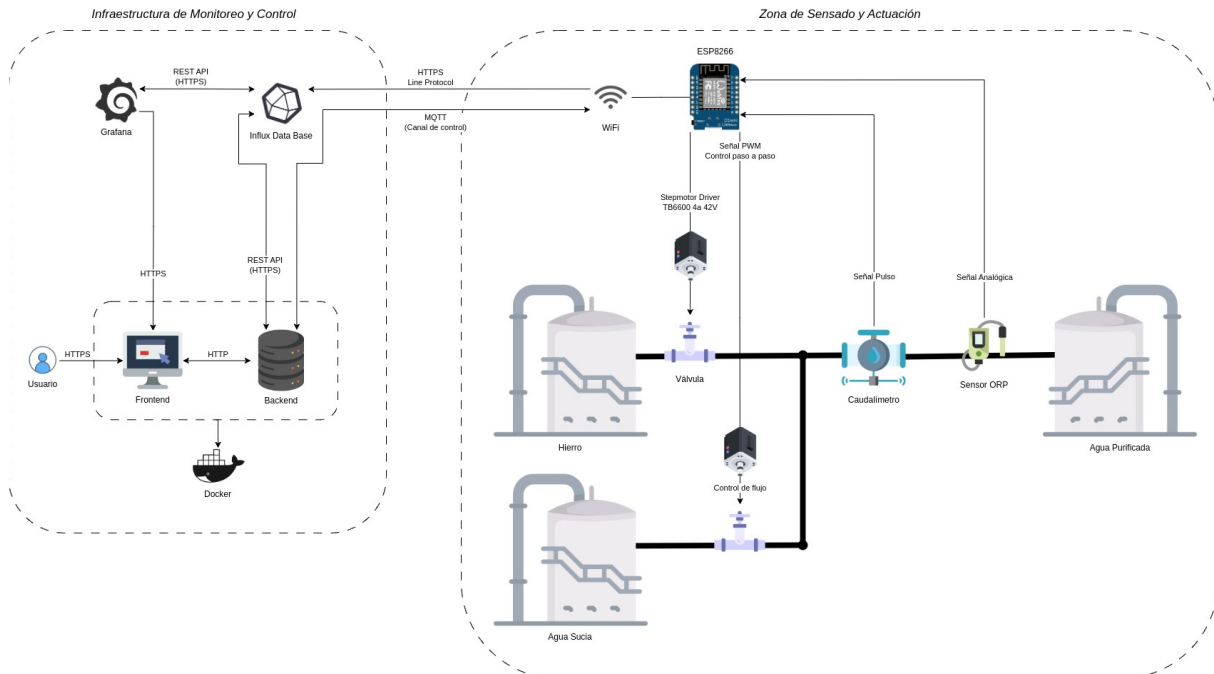 Infraestructura de Monitoreo y Control
Zona de Sensado y Actuación
ESP8266
REST API
(HTTPS)
HTTPS
Line Protocol
Grafana
Influx Data Base
MQTT
(Canal de control)
WiFi
Señal PWM
Control paso a paso
Stepmotor Driver
TB6600 4a 42V
HTTPS
REST API
(HTTPS)
Señal Pulso
Señal Analógica
HTTPS
HTTP
Usuario
Frontend
Backend
Válvula
Caudalímetro
Sensor ORP
Hierro
Agua Purificada
Docker
Control de flujo
Agua Sucia